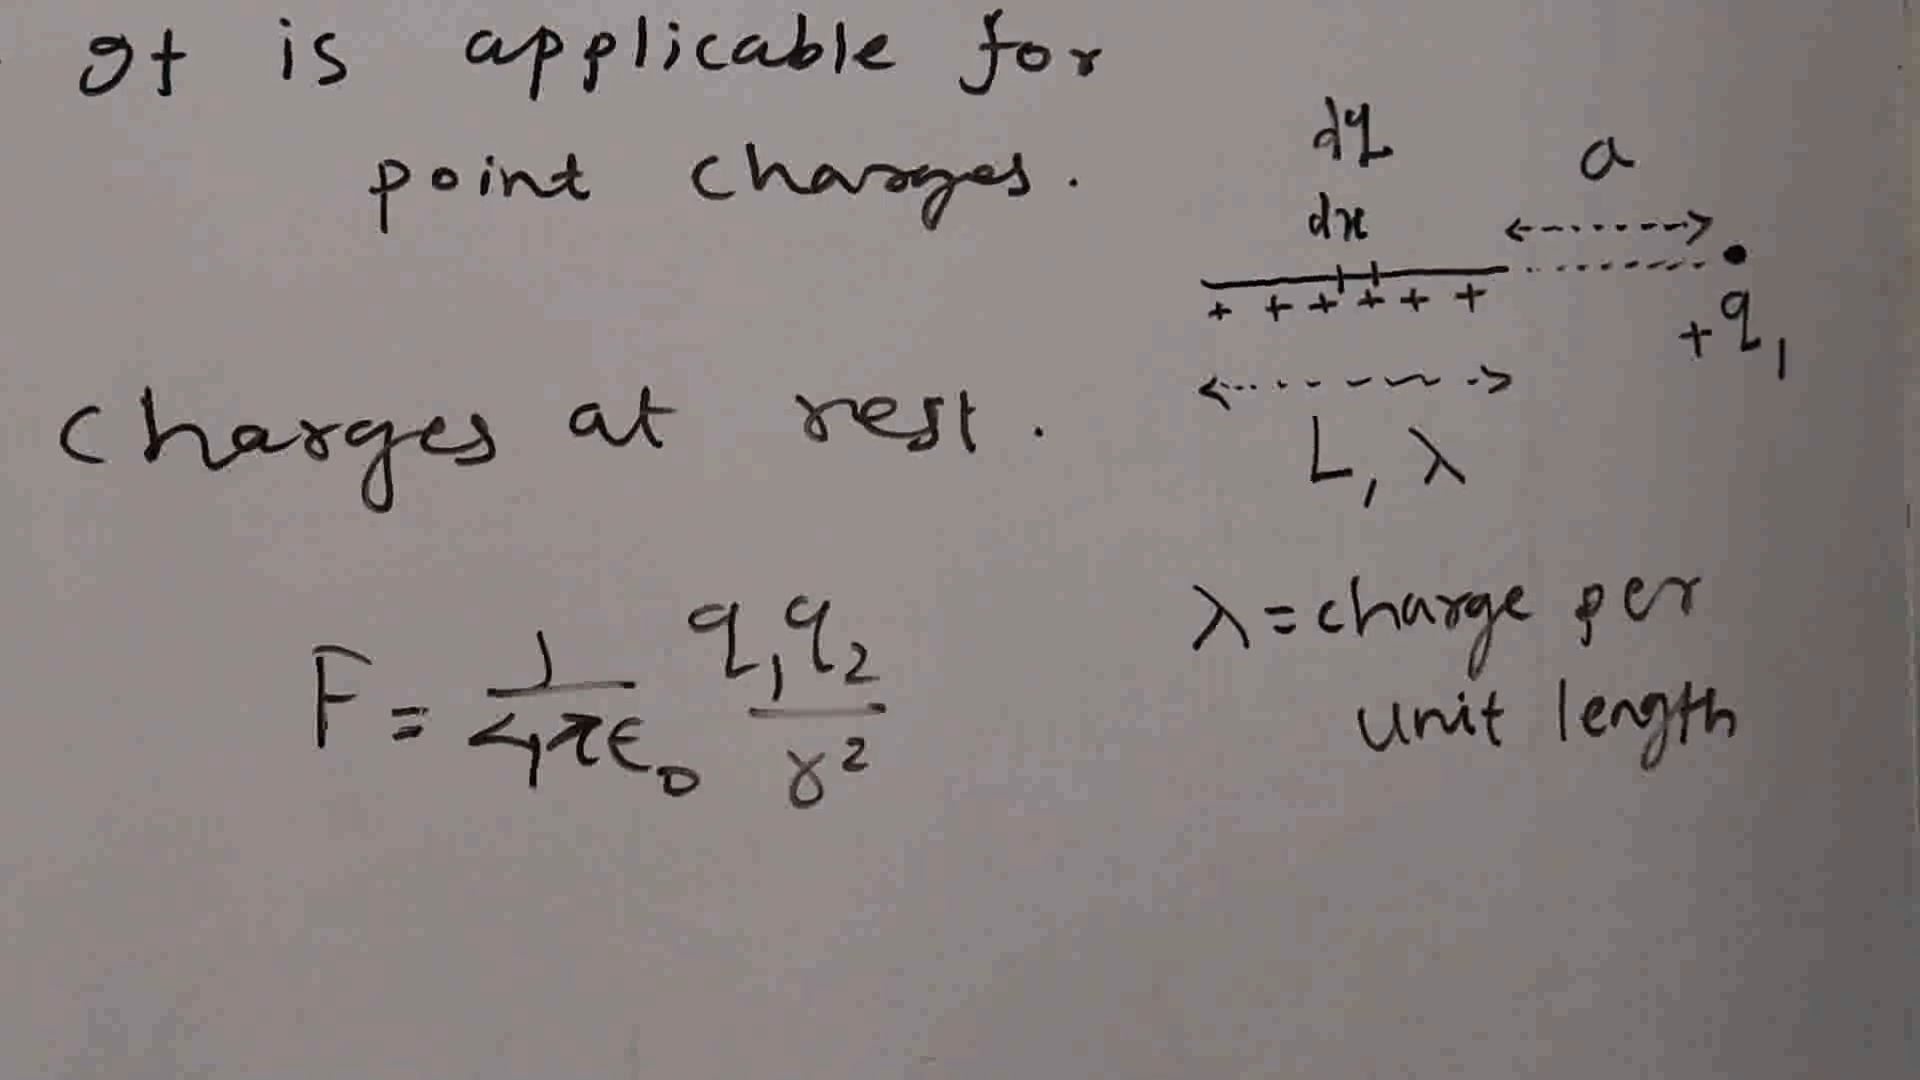 It is applicable for
point charges.
charges at rest.
F = 1/4πε₀ q₁q₂/r²
dq
a
dx
+ + + + + +
+q₁
L, λ
λ = charge per
unit length